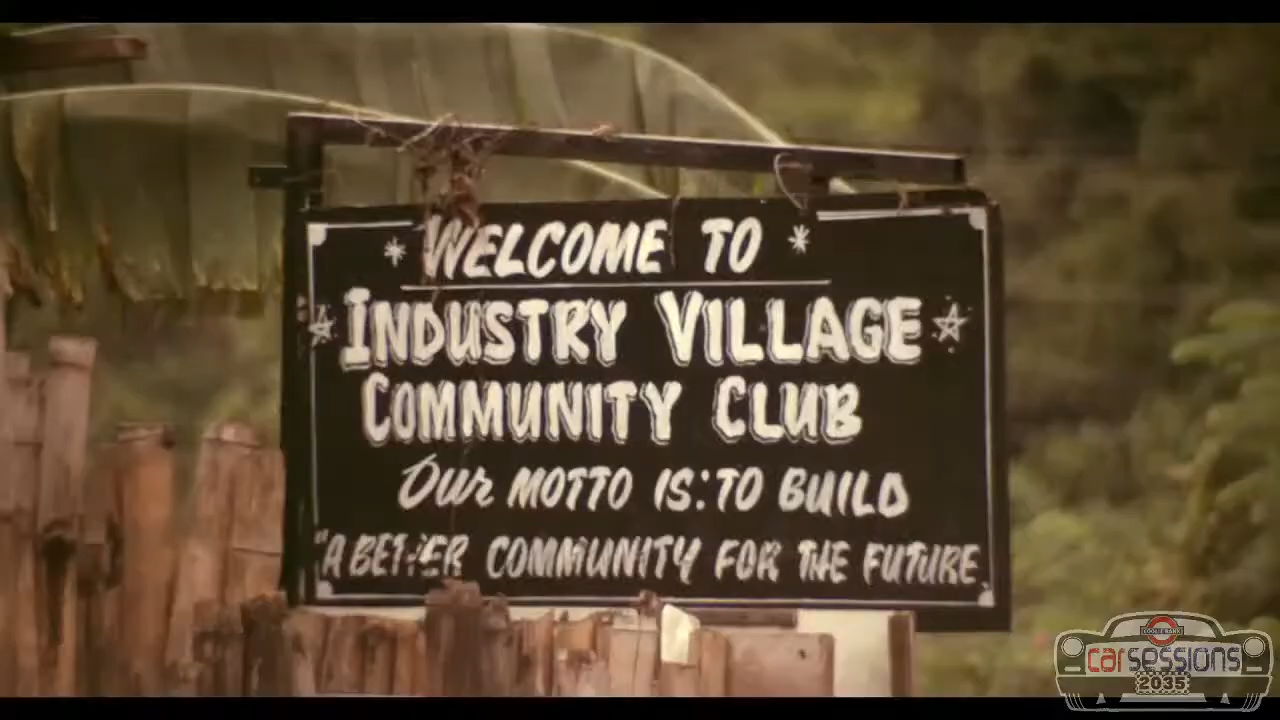 WELCOME TO
INDUSTRY VILLAGE
COMMUNITY CLUB
Our MOTTO IS: TO BUILD
"A BETTER COMMUNITY FOR THE FUTURE
carsessions
2035